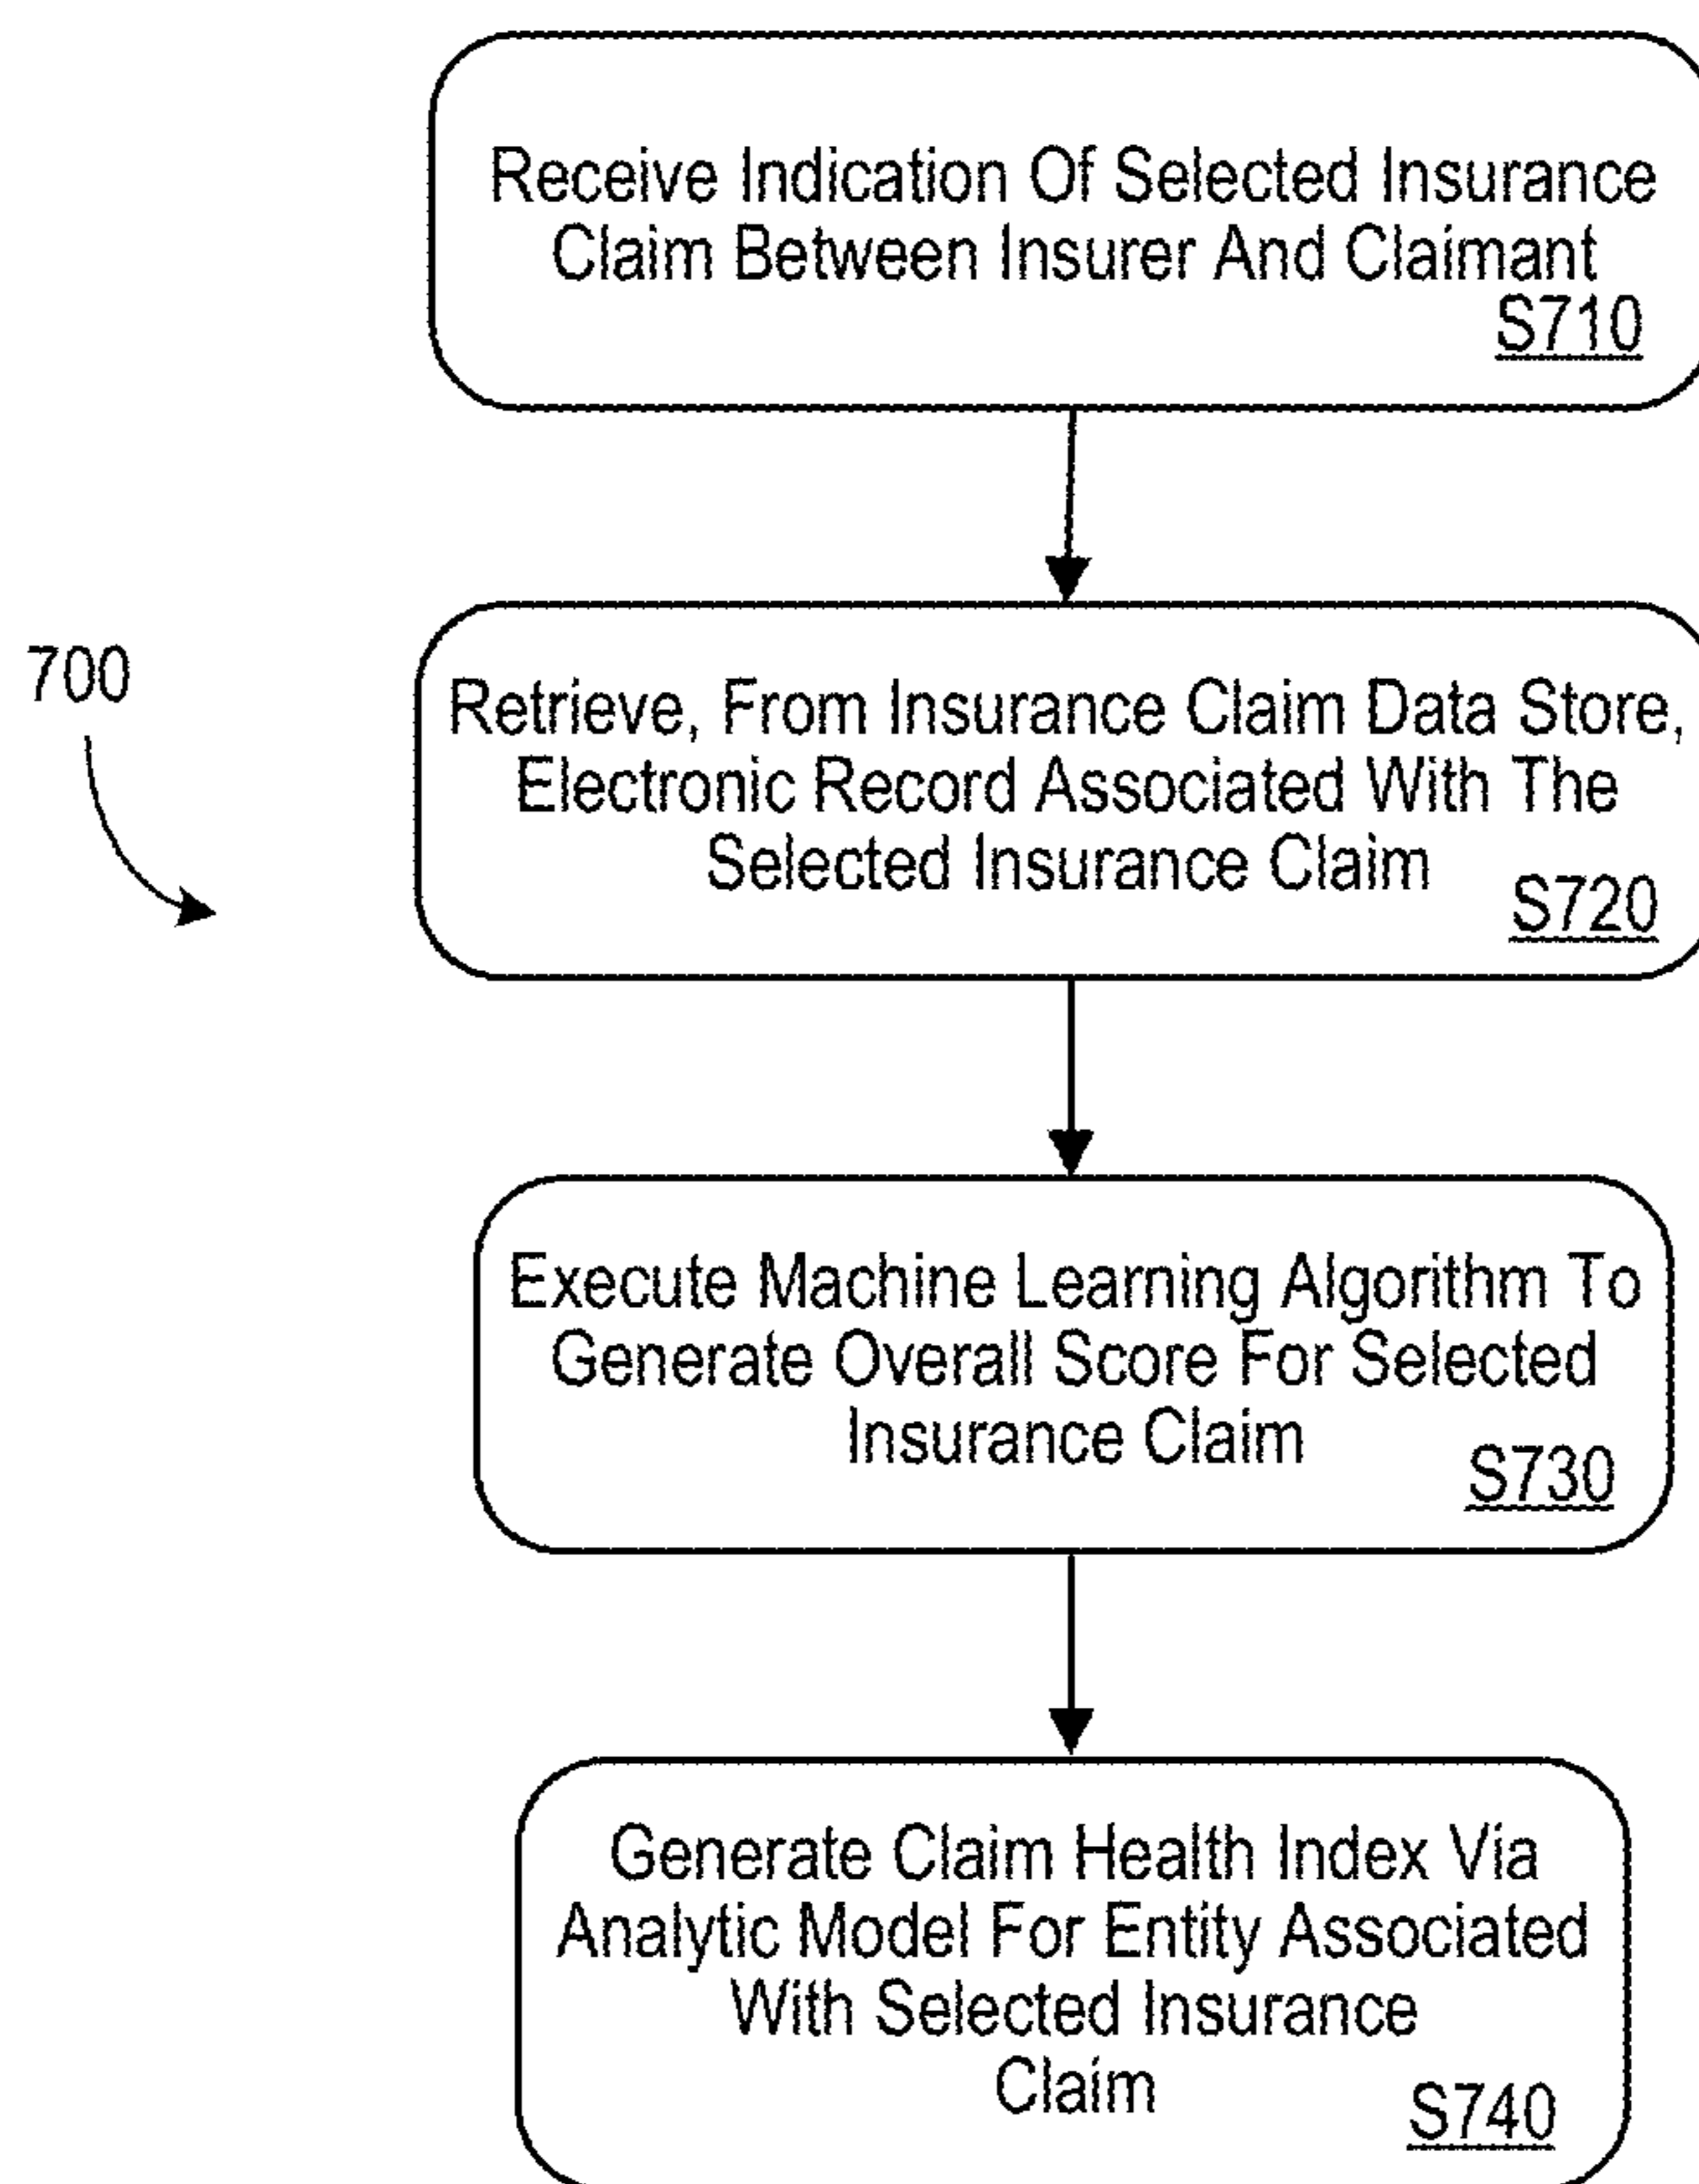 Receive Indication Of Selected Insurance
Claim Between Insurer And Claimant
S710
700
Retrieve, From Insurance Claim Data Store,
Electronic Record Associated With The
Selected Insurance Claim
S720
Execute Machine Learning Algorithm To
Generate Overall Score For Selected
Insurance Claim
S730
Generate Claim Health Index Via
Analytic Model For Entity Associated
With Selected Insurance
Claim
S740